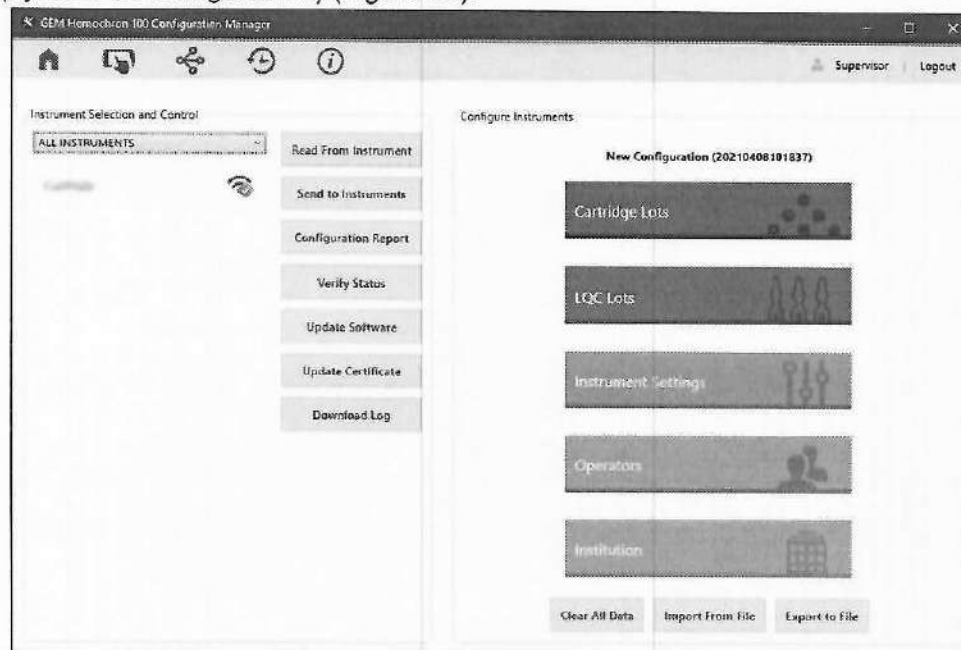 GEM Hemochron 100 Configuration Manager
Supervisor | Logout
Instrument Selection and Control
ALL INSTRUMENTS
Read From Instrument
Send to Instruments
Configuration Report
Verify Status
Update Software
Update Certificate
Download Log
Configure Instruments
New Configuration (20210408101837)
Cartridge Lots
LQC Lots
Instrument Settings
Operators
Institution
Clear All Data Import From File Export to File